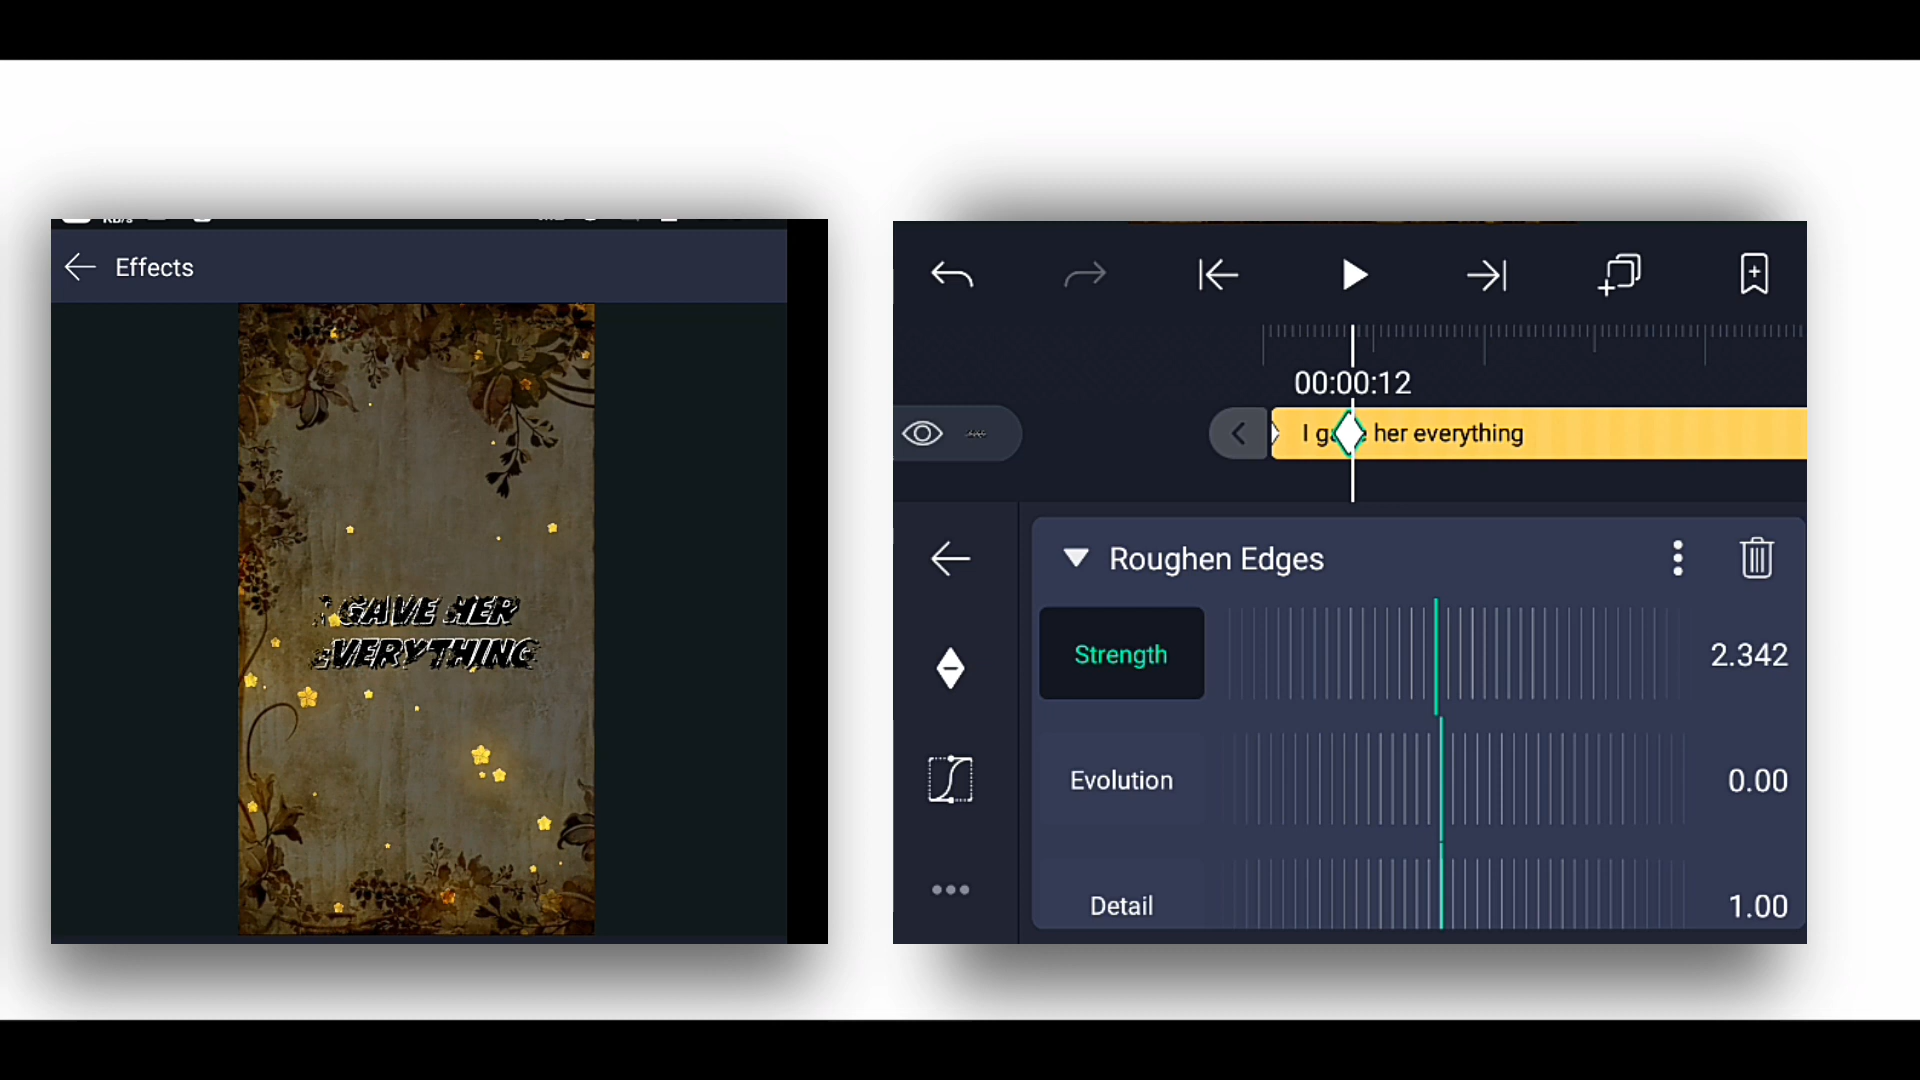 Effects
I GAVE HER
EVERYTHING
00:00:12
her everything
Roughen Edges
Strength
2.342
Evolution
0.00
Detail
1.00